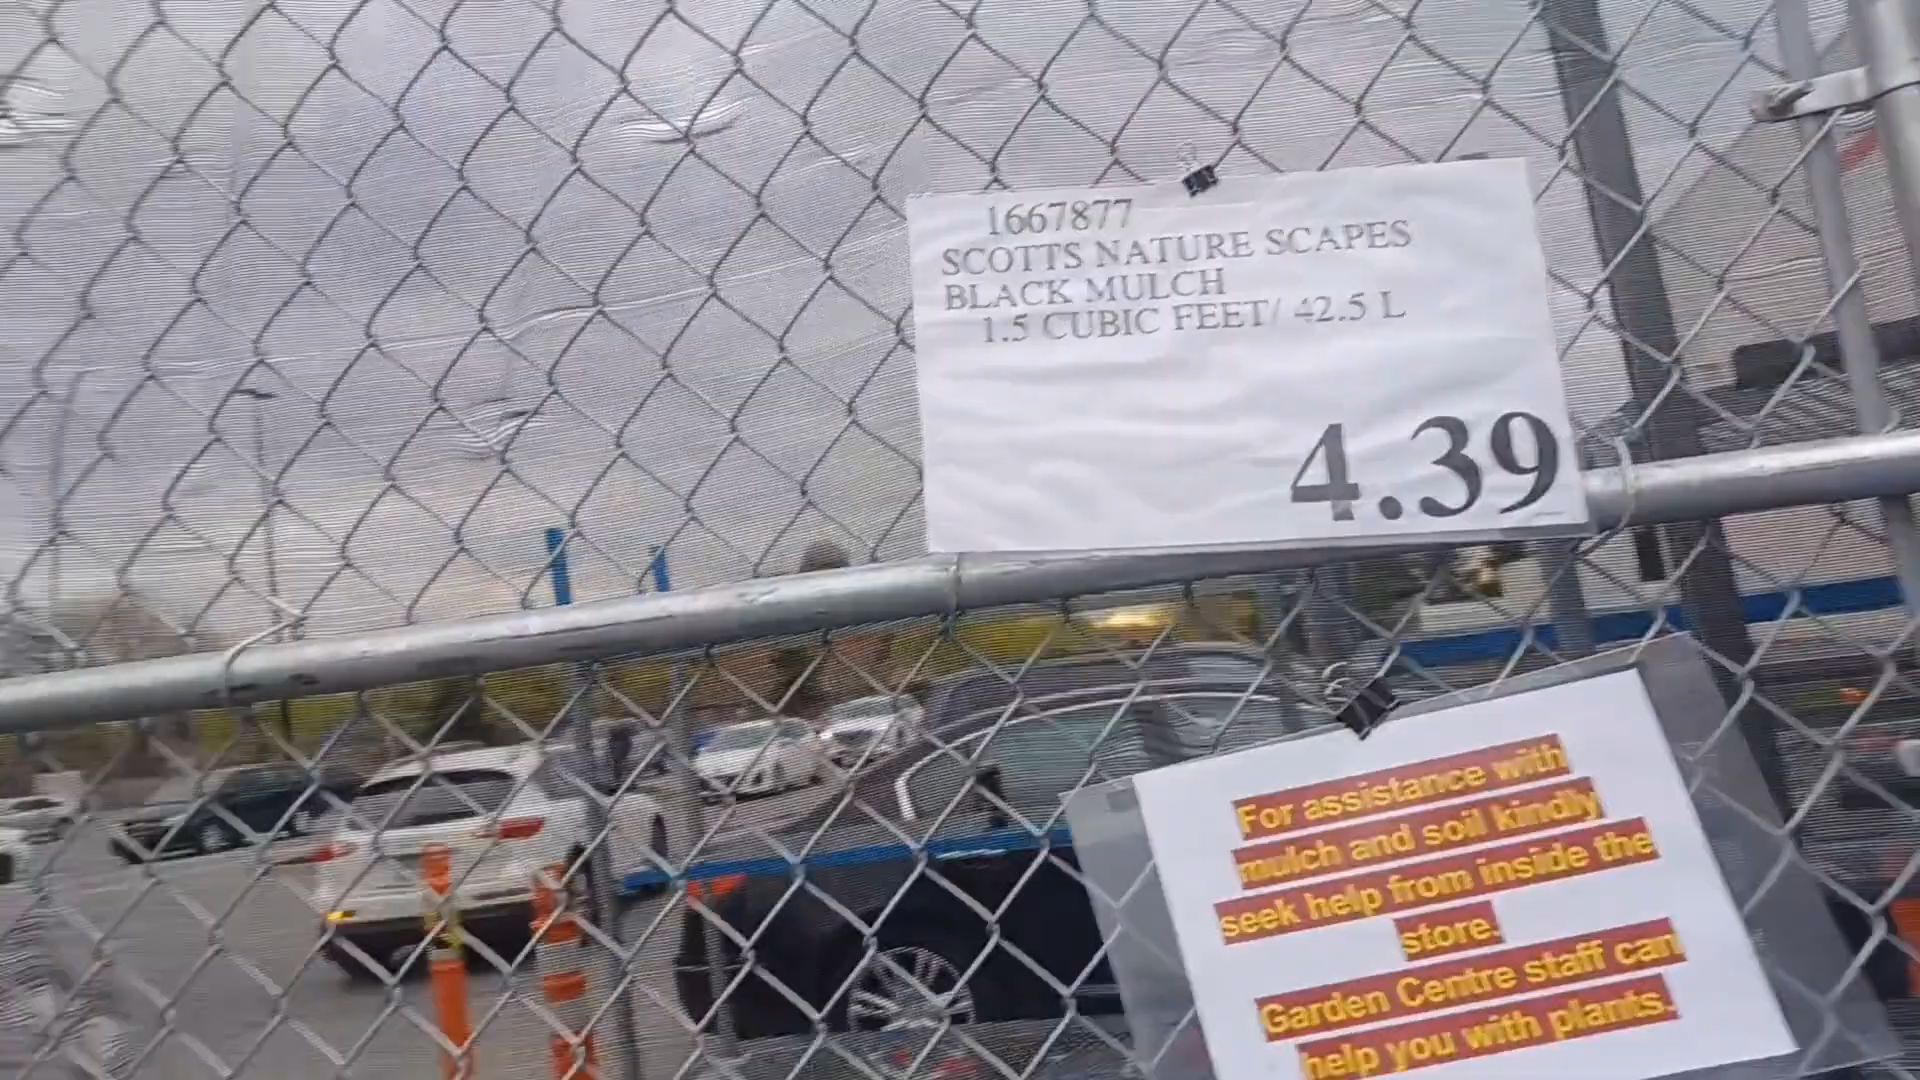 1667877
SCOTTS NATURE SCAPES
BLACK MULCH
1.5 CUBIC FEET/ 42.5 L
4.39
For assistance with
mulch and soil kindly
seek help from inside the
store.
Garden Centre staff can
help you with plants.